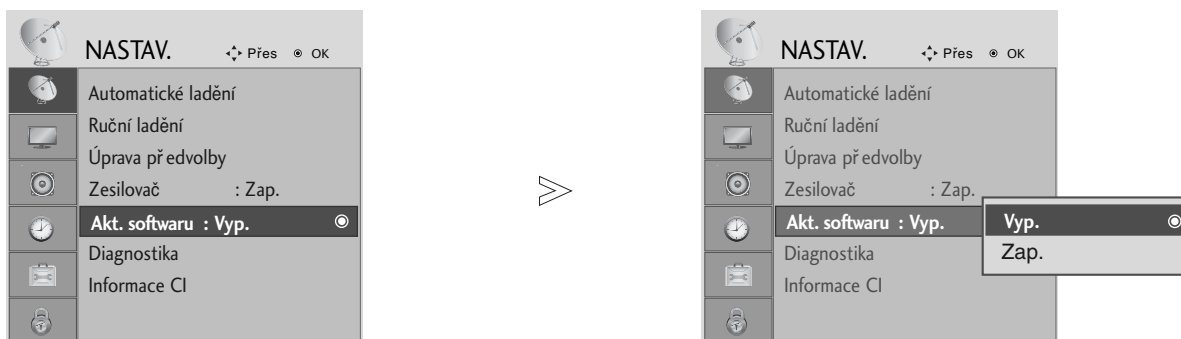 NASTAV. Přes OK
Automatické ladění
Ruční ladění
Úprava předvolby
Zesilovač : Zap.
Akt. softwaru : Vyp.
Diagnostika
Informace CI
NASTAV. Přes OK
Automatické ladění
Ruční ladění
Úprava předvolby
Zesilovač : Zap.
Akt. softwaru : Vyp.
Diagnostika
Informace CI
Vyp.
Zap.